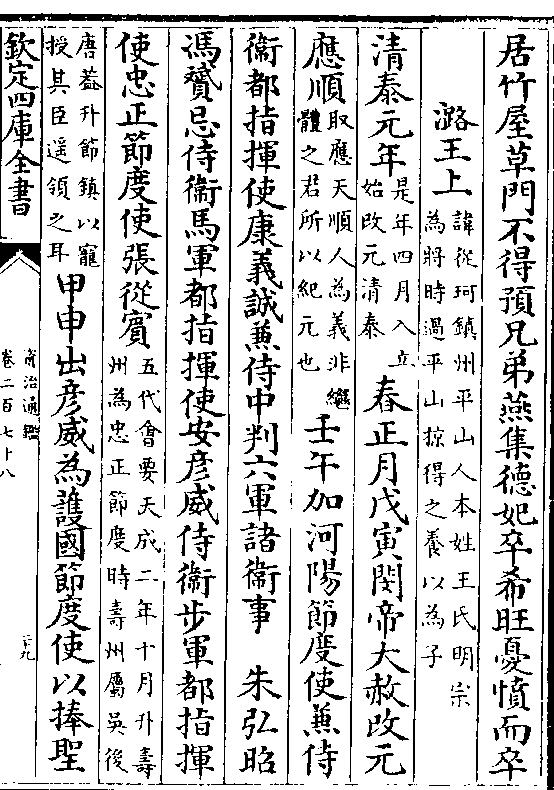 居竹屋草門不得預兄弟燕集德妃卒希旺憂憤而卒
潞王上諱從珂鎮州平山人本姓王氏明宗
為將時過平山掠得之養以為子
清泰元年是年四月入立
始改元清泰
春正月戊寅閔帝大赦改元
應順取應天順人為義非繼
體之君所以紀元也
壬午加河陽節度使兼侍
衞都指揮使康義誠兼侍中判六軍諸衞事 朱弘昭
馮贇忌侍衞馬軍都指揮使安彦威侍衞步軍都指揮
使忠正節度使張從賓五代會要天成二年十月升壽
州為忠正節度時壽州屬吳後
唐葢升節鎮以寵
授其臣遥領之耳
甲申出彦威為䕶國節度使以捧聖
欽定四庫全書
資治通鑑
卷二百七十八
二十九